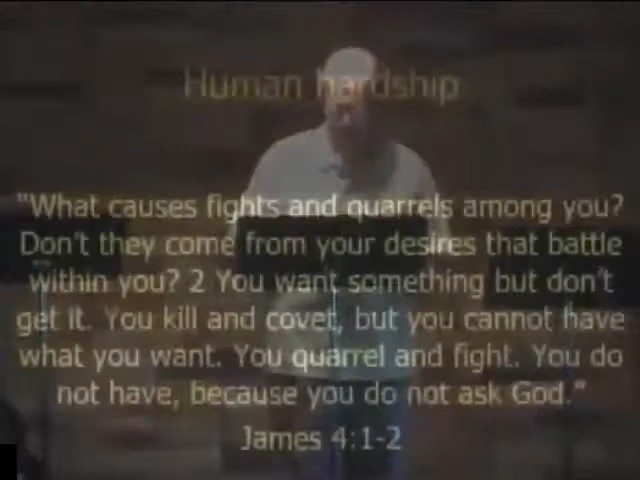 Human hardship
"What causes fights and quarrels among you?
Don't they come from your desires that battle
within you? 2 You want something but don't
get it. You kill and covet, but you cannot have
what you want. You quarrel and fight. You do
not have, because you do not ask God."
James 4:1-2